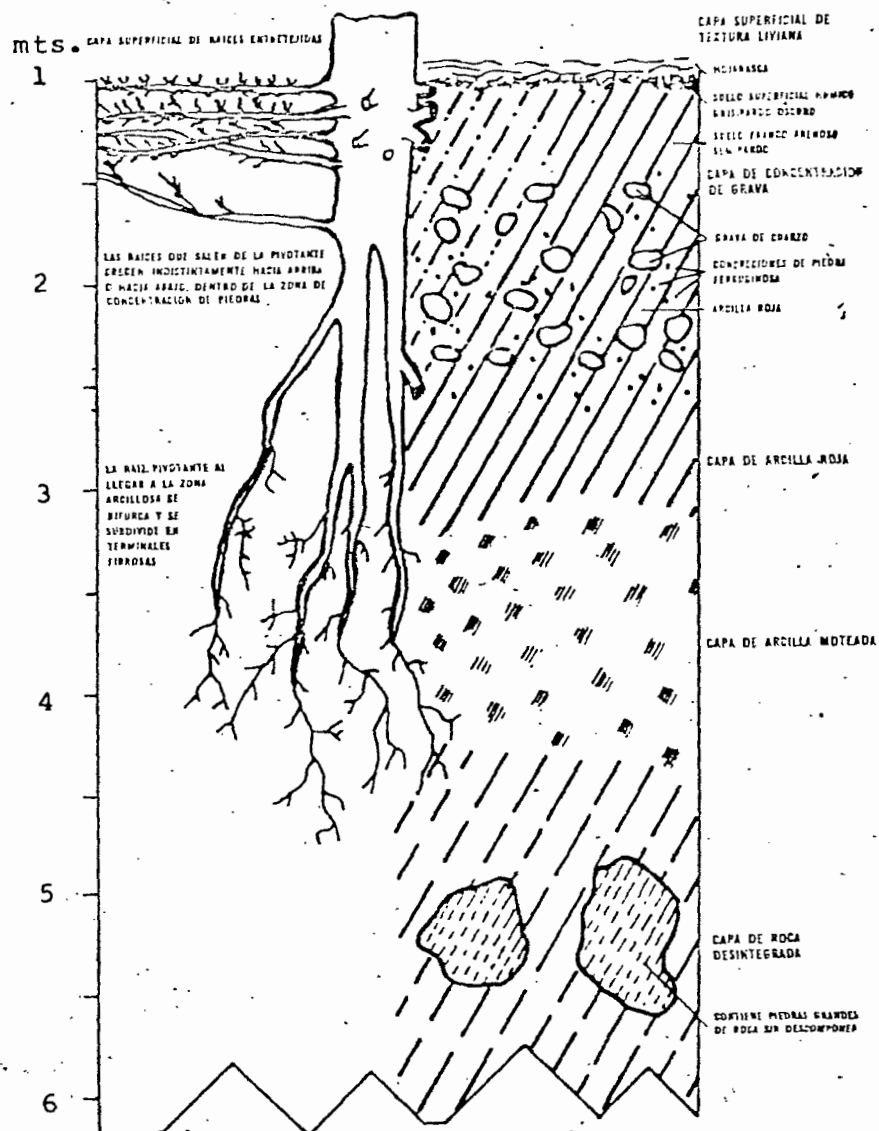 mts.
CAPA SUPERFICIAL DE RAICES ENTRETEJIDAS
1
LAS RAICES QUE SALEN DE LA PIVOTANTE
CRECEN INDISTINTAMENTE HACIA ARRIBA
O HACIA ABAJO, DENTRO DE LA ZONA DE
CONCENTRACION DE PIEDRAS.
2
LA RAIZ PIVOTANTE AL
LLEGAR A LA ZONA
ARCILLOSA SE
BIFURCA Y SE
SUBDIVIDE EN
TERMINALES
FIBROSAS
3
4
5
6
CAPA SUPERFICIAL DE
TEXTURA LIVIANA
HOJARASCA
SUELO SUPERFICIAL HUMICO
GRIS-PARDO OSCURO
SUELO FRANCO ARENOSO
PARDO
CAPA DE CONCENTRACION
DE GRAVA
GRAVA DE CUARZO
CONCRECIONES DE PIEDRA
FERRUGINOSA
ARCILLA ROJA
CAPA DE ARCILLA ROJA
CAPA DE ARCILLA MOTEADA
CAPA DE ROCA
DESINTEGRADA
CONTIENE PIEDRAS GRANDES
DE ROCA SIN DESCOMPONER